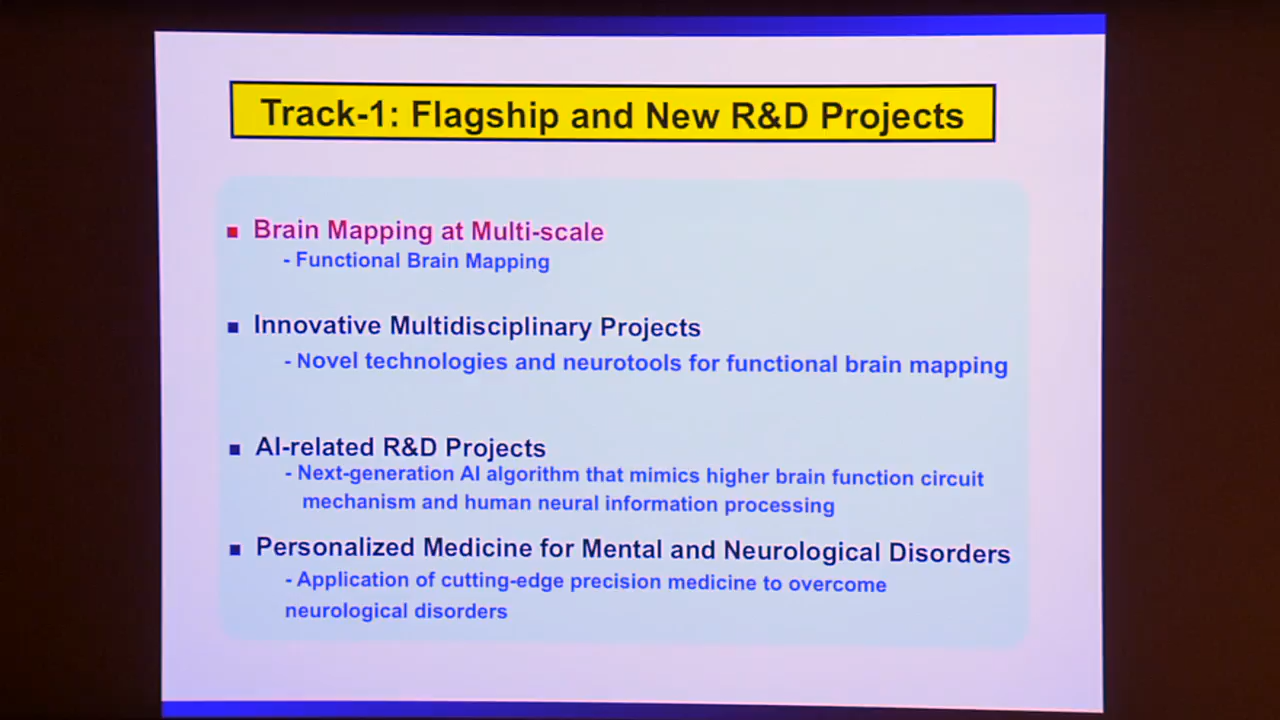 Track-1: Flagship and New R&D Projects
▪ Brain Mapping at Multi-scale
- Functional Brain Mapping
▪ Innovative Multidisciplinary Projects
- Novel technologies and neurotools for functional brain mapping
▪ AI-related R&D Projects
- Next-generation AI algorithm that mimics higher brain function circuit
mechanism and human neural information processing
▪ Personalized Medicine for Mental and Neurological Disorders
- Application of cutting-edge precision medicine to overcome
neurological disorders